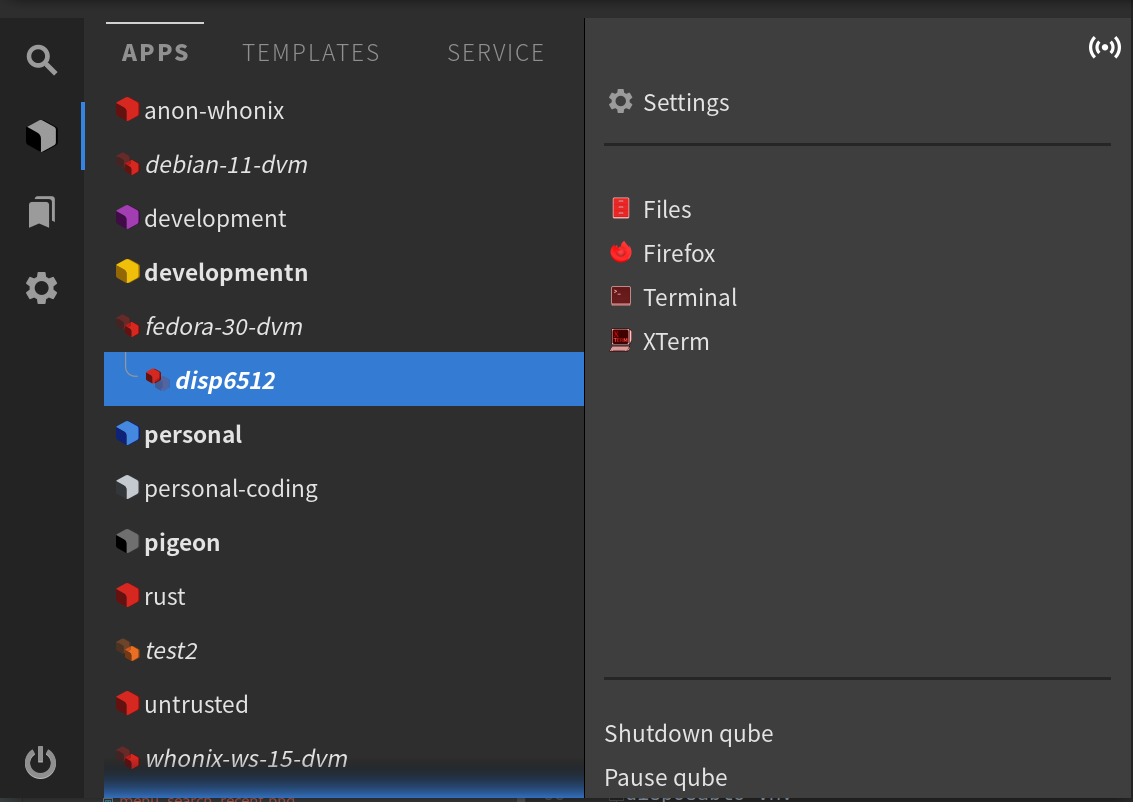 APPS TEMPLATES SERVICE
anon-whonix
debian-11-dvm
development
developmentn
fedora-30-dvm
disp6512
personal
personal-coding
pigeon
rust
test2
untrusted
whonix-ws-15-dvm
Settings
Files
Firefox
Terminal
XTerm
Shutdown qube
Pause qube